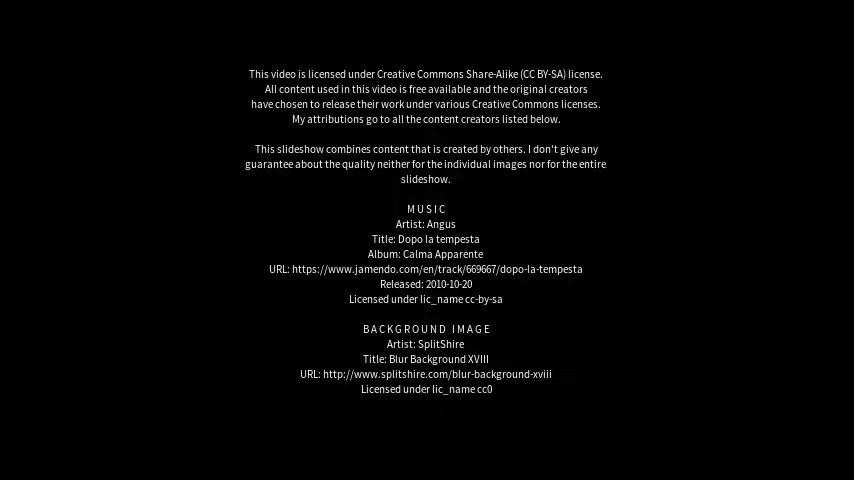 This video is licensed under Creative Commons Share-Alike (CC BY-SA) license.
All content used in this video is free available and the original creators
have chosen to release their work under various Creative Commons licenses.
My attributions go to all the content creators listed below.
This slideshow combines content that is created by others. I don't give any
guarantee about the quality neither for the individual images nor for the entire
slideshow.
MUSIC
Artist: Angus
Title: Dopo la tempesta
Album: Calma Apparente
URL: https://www.jamendo.com/en/track/669667/dopo-la-tempesta
Released: 2010-10-20
Licensed under lic_name cc-by-sa
BACKGROUND IMAGE
Artist: SplitShire
Title: Blur Background XVIII
URL: http://www.splitshire.com/blur-background-xviii
Licensed under lic_name cc0